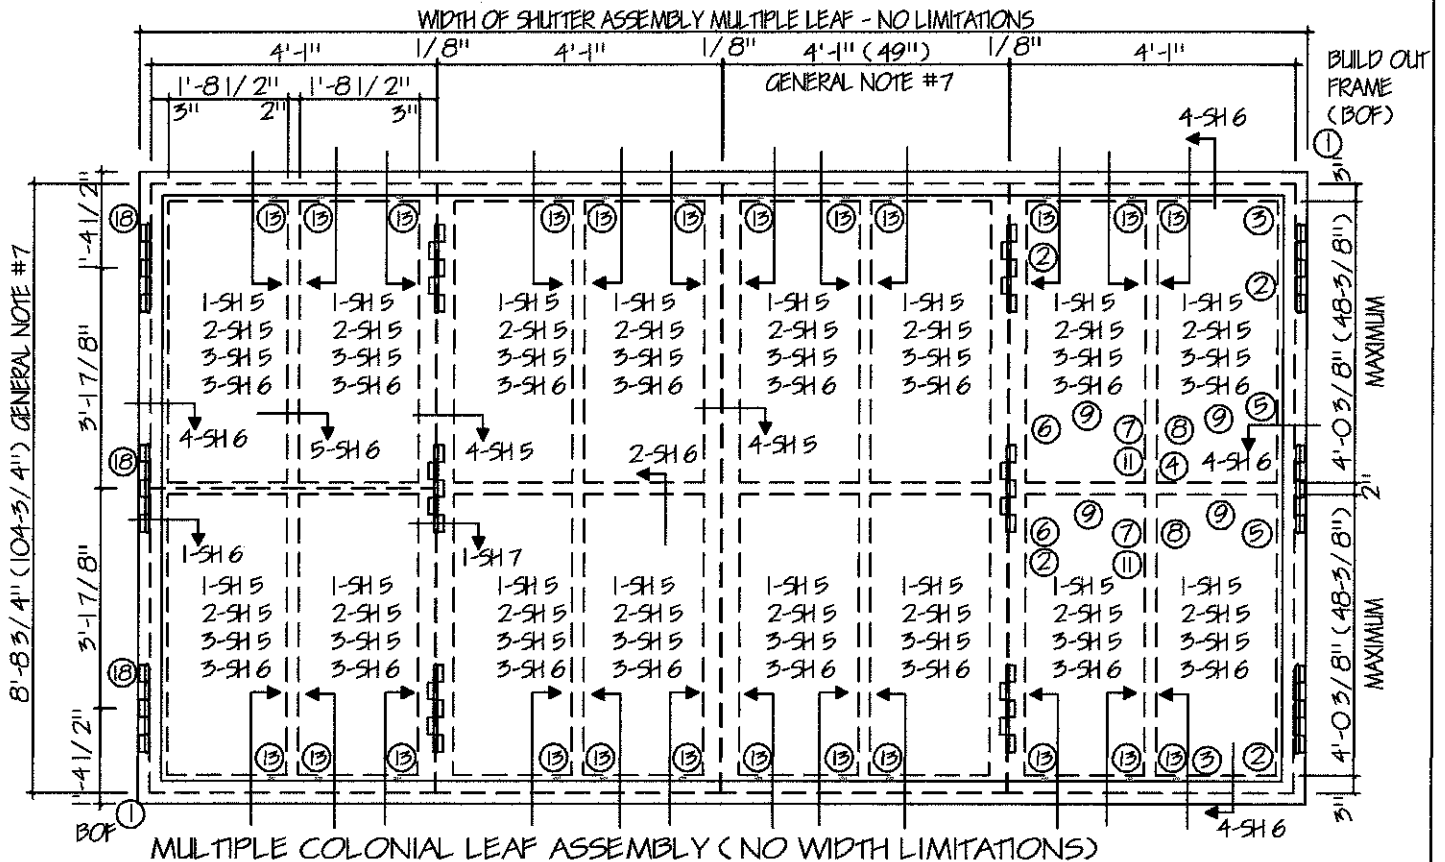 WIDTH OF SHUTTER ASSEMBLY MULTIPLE LEAF - NO LIMITATIONS
4'-1" 1/8" 4'-1" 1/8" 4'-1" (49") 1/8" 4'-1"
GENERAL NOTE #7
1'-8 1/2" 1'-8 1/2"
3" 2" 3"
BUILD OUT
FRAME
(BOF)
4-SH 6
1
3"
8'-8 3/4" (104-3/4") GENERAL NOTE #7
1'-4 1/2"
3'-1 7/8"
3'-1 7/8"
1'-4 1/2"
18 13 13 13 13 13 13 13 13 13 13 13 13 3
2 2
1-SH 5 1-SH 5 1-SH 5 1-SH 5 1-SH 5 1-SH 5 1-SH 5 1-SH 5
2-SH 5 2-SH 5 2-SH 5 2-SH 5 2-SH 5 2-SH 5 2-SH 5 2-SH 5
3-SH 5 3-SH 5 3-SH 5 3-SH 5 3-SH 5 3-SH 5 3-SH 5 3-SH 5
3-SH 6 3-SH 6 3-SH 6 3-SH 6 3-SH 6 3-SH 6 3-SH 6 3-SH 6
6 9 7 8 9 5
4-SH 6 5-SH 6 4-SH 5 2-SH 6 4-SH 5
18 11 4 4-SH 6
4'-0 3/8" (48-3/8")
MAXIMUM
2"
6 9 7 8 9 5
2 11
1-SH 6 1-SH 7
1-SH 5 1-SH 5 1-SH 5 1-SH 5 1-SH 5 1-SH 5 1-SH 5 1-SH 5
2-SH 5 2-SH 5 2-SH 5 2-SH 5 2-SH 5 2-SH 5 2-SH 5 2-SH 5
3-SH 5 3-SH 5 3-SH 5 3-SH 5 3-SH 5 3-SH 5 3-SH 5 3-SH 5
18 3-SH 6 3-SH 6 3-SH 6 3-SH 6 3-SH 6 3-SH 6 3-SH 6 3-SH 6
4'-0 3/8" (48-3/8")
MAXIMUM
13 13 13 13 13 13 13 13 13 13 13 13 3 2
3"
1
BOF
4-SH 6
MULTIPLE COLONIAL LEAF ASSEMBLY (NO WIDTH LIMITATIONS)